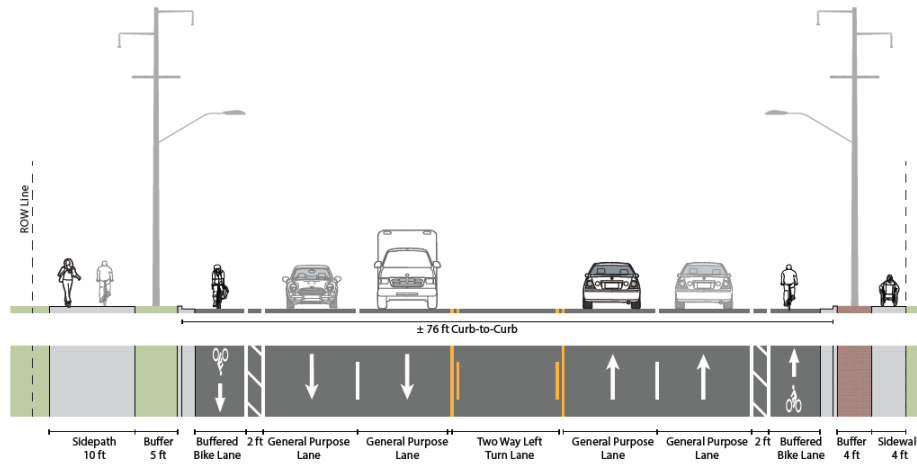 ROW Line
± 76 ft Curb-to-Curb
Sidepath
10 ft
Buffer
5 ft
Buffered
Bike Lane
2 ft
General Purpose
Lane
General Purpose
Lane
Two Way Left
Turn Lane
General Purpose
Lane
General Purpose
Lane
2 ft
Buffered
Bike Lane
Buffer
4 ft
Sidewal
4 ft